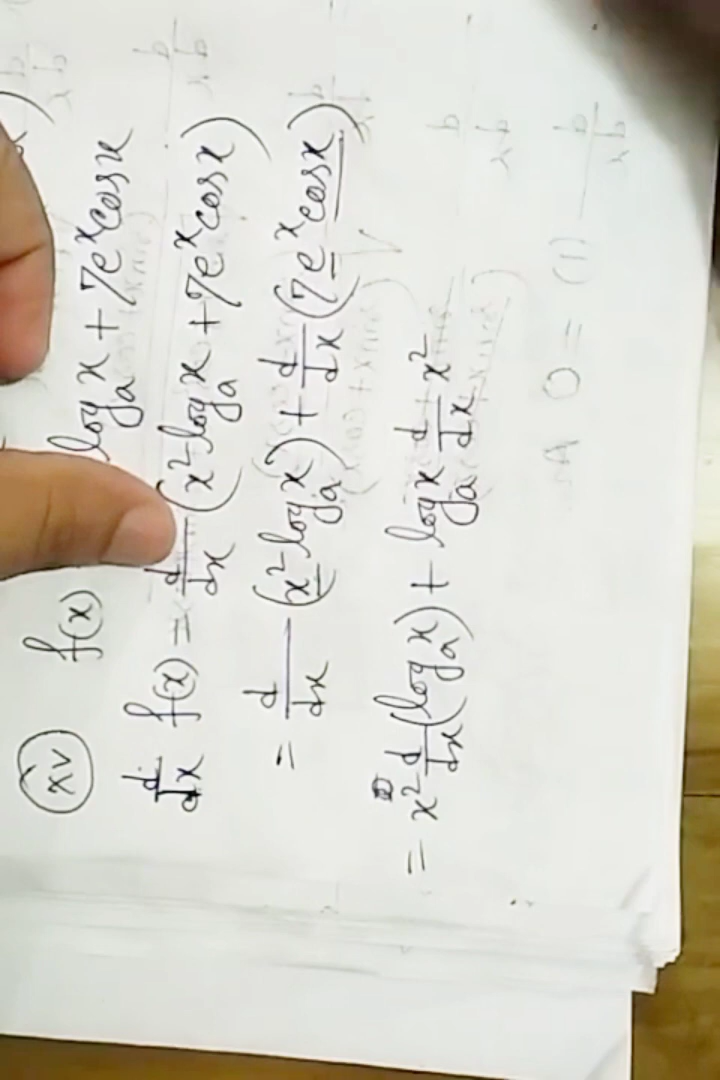 (xv) f(x) logₐx + 7eˣcosx
d/dx f(x) = d/dx (x² logₐx + 7eˣcosx)
= d/dx (x² logₐx) + d/dx (7eˣcosx)
= x² d/dx (logₐx) + logₐx d/dx x²